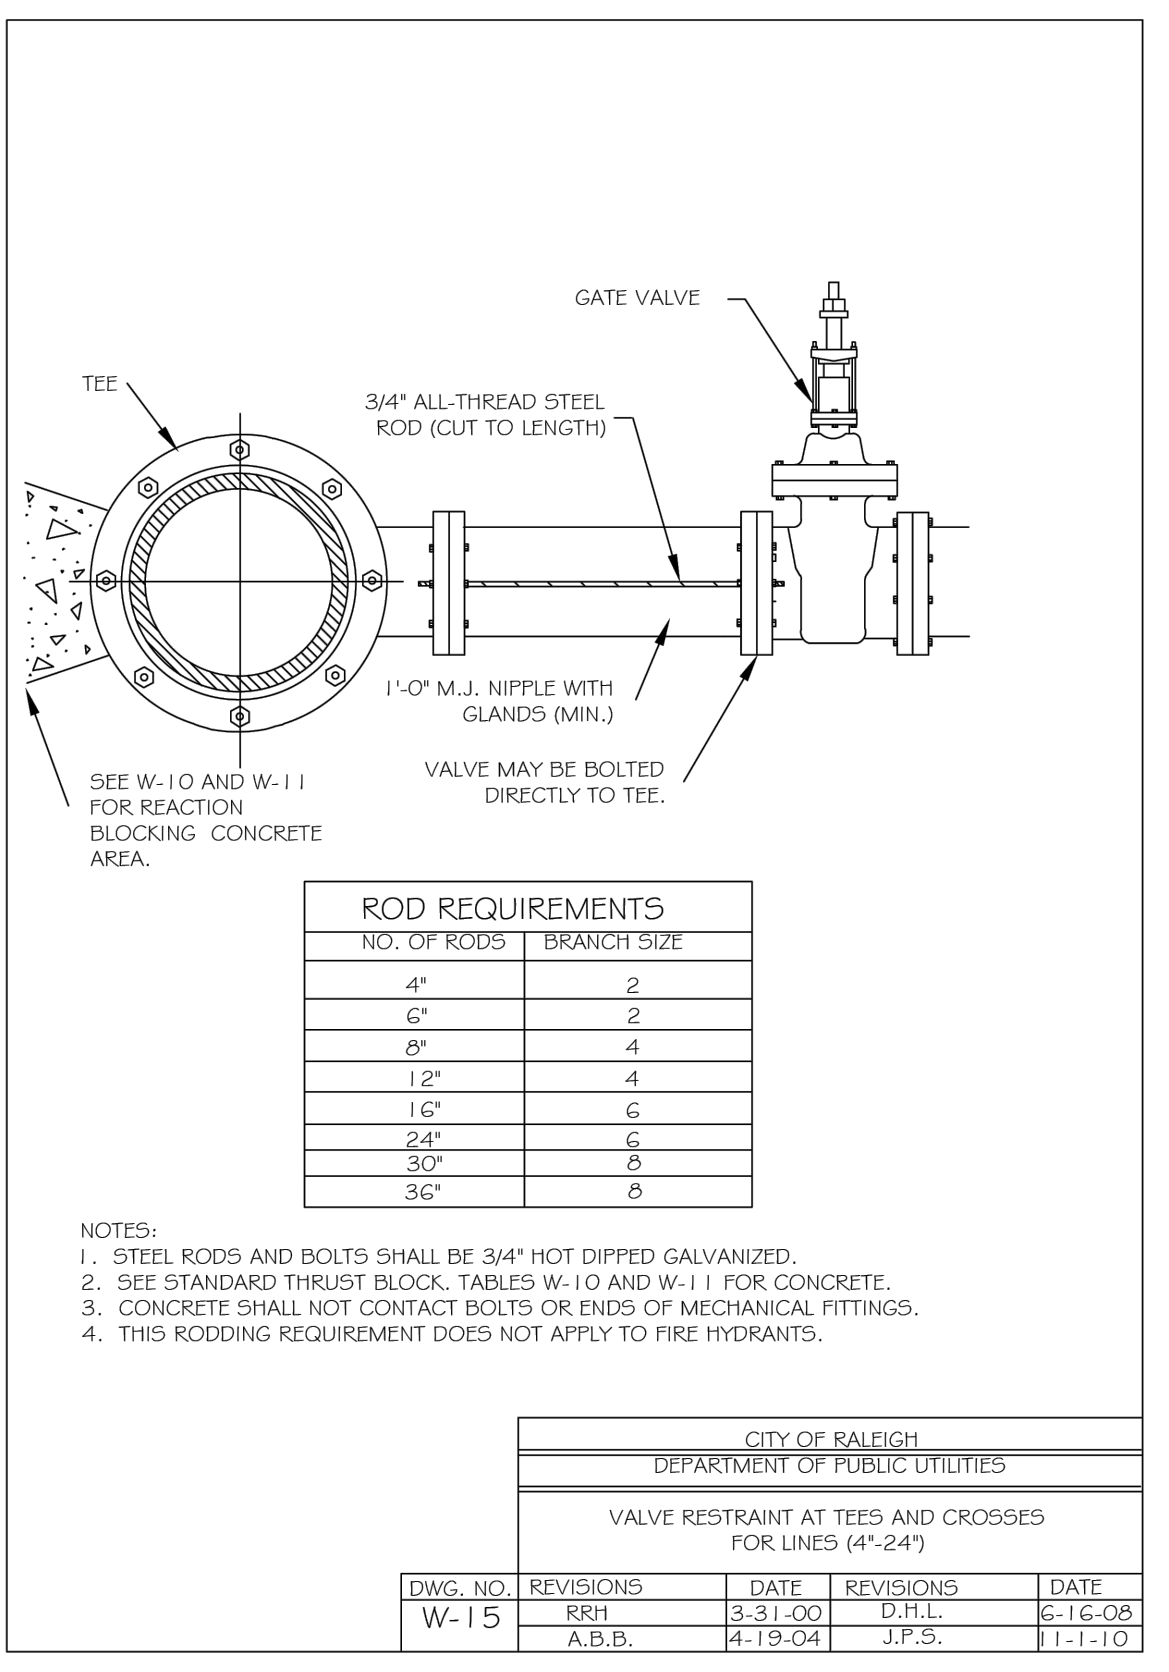 GATE VALVE
TEE
3/4" ALL-THREAD STEEL
ROD (CUT TO LENGTH)
1'-0" M.J. NIPPLE WITH
GLANDS (MIN.)
VALVE MAY BE BOLTED
DIRECTLY TO TEE.
SEE W-10 AND W-11
FOR REACTION
BLOCKING CONCRETE
AREA.
ROD REQUIREMENTS
NO. OF RODS BRANCH SIZE
4" 2
6" 2
8" 4
12" 4
16" 6
24" 6
30" 8
36" 8
NOTES:
1. STEEL RODS AND BOLTS SHALL BE 3/4" HOT DIPPED GALVANIZED.
2. SEE STANDARD THRUST BLOCK. TABLES W-10 AND W-11 FOR CONCRETE.
3. CONCRETE SHALL NOT CONTACT BOLTS OR ENDS OF MECHANICAL FITTINGS.
4. THIS RODDING REQUIREMENT DOES NOT APPLY TO FIRE HYDRANTS.
CITY OF RALEIGH
DEPARTMENT OF PUBLIC UTILITIES
VALVE RESTRAINT AT TEES AND CROSSES
FOR LINES (4"-24")
DWG. NO. REVISIONS DATE REVISIONS DATE
W-15 RRH 3-31-00 D.H.L. 6-16-08
A.B.B. 4-19-04 J.P.S. 11-1-10